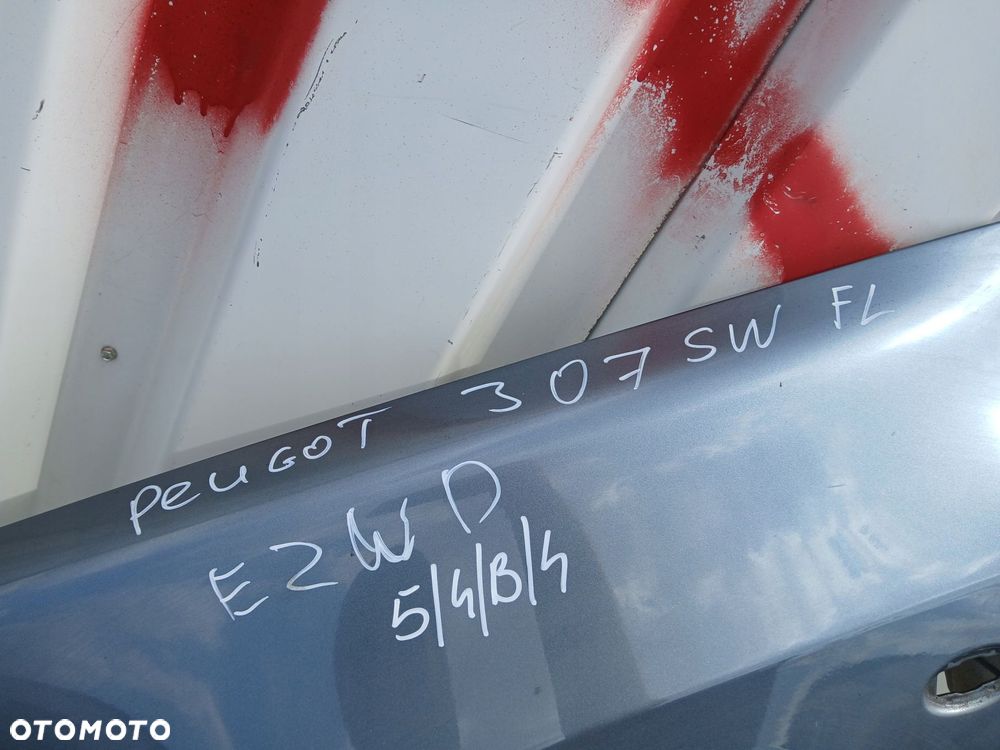 PEUGOT 307 SW FL
EZWD
5/4/B/4
OTOMOTO